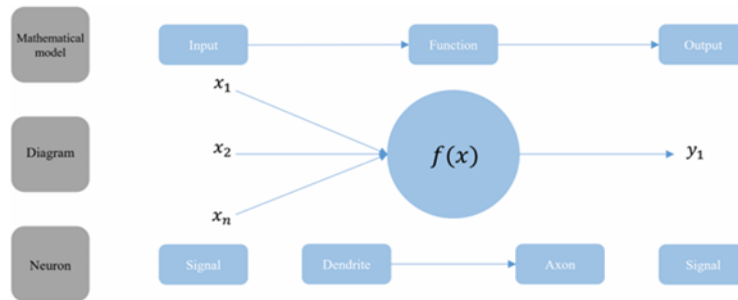 Mathematical
model
Input
Function
Output
x₁
Diagram
x₂
f(x)
y₁
xₙ
Neuron
Signal
Dendrite
Axon
Signal